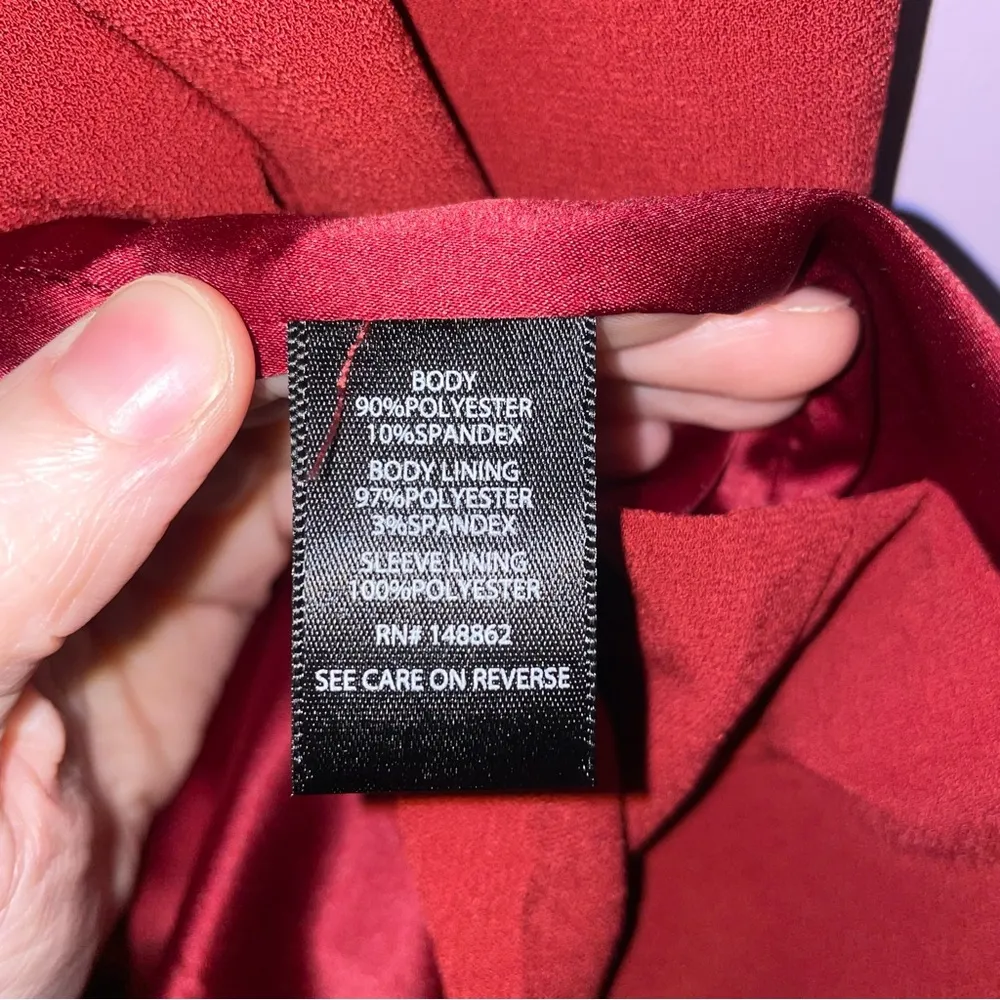 BODY
90%POLYESTER
10%SPANDEX
BODY LINING
97%POLYESTER
3%SPANDEX
SLEEVE LINING
100%POLYESTER
RN# 148862
SEE CARE ON REVERSE